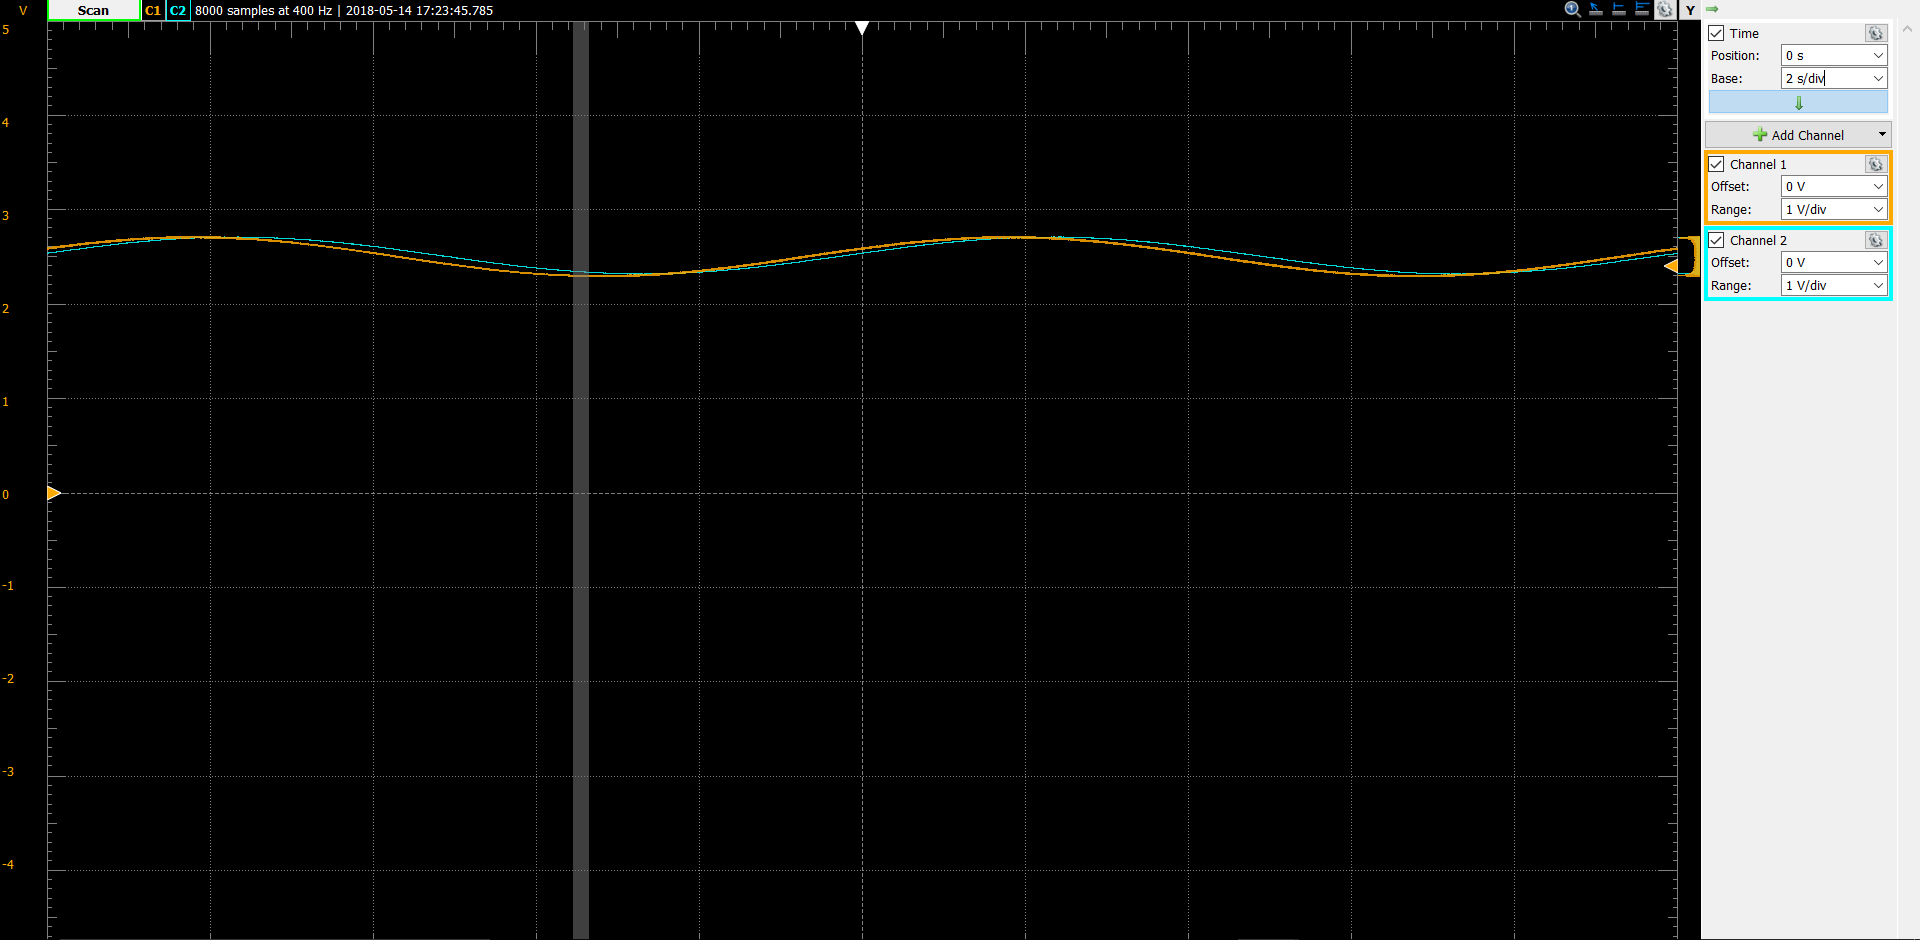 V Scan C1 C2 8000 samples at 400 Hz | 2018-05-14 17:23:45.785 Y
5
4
3
2
1
0
-1
-2
-3
-4
Time
Position: 0 s
Base: 2 s/div
Add Channel
Channel 1
Offset: 0 V
Range: 1 V/div
Channel 2
Offset: 0 V
Range: 1 V/div